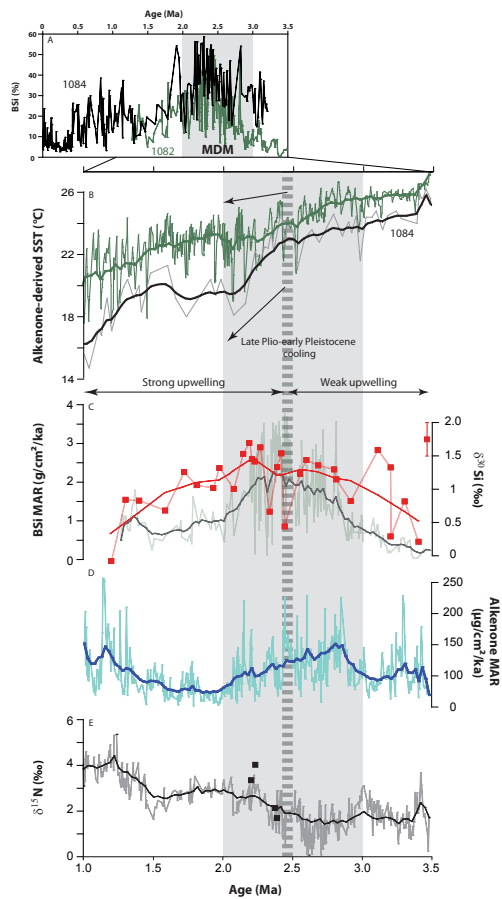 Age (Ma)
0 0.5 1.0 1.5 2.0 2.5 3.0 3.5
A
BSi (%)
60
50
40
30
20
10
0
1084
1082
MDM
B
Alkenone-derived SST (°C)
26
22
18
14
1084
Late Plio-early Pleistocene
cooling
Strong upwelling
Weak upwelling
C
BSi MAR (g/cm²/ka)
4
3
2
1
0
2.0
1.5
1.0
0.5
0
δ³⁰Si (‰)
D
250
200
150
100
50
0
Alkenone MAR
(µg/cm²/ka)
E
δ¹⁵N (‰)
6
4
2
0
1.0 1.5 2.0 2.5 3.0 3.5
Age (Ma)